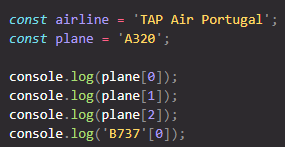 const airline = 'TAP Air Portugal';
const plane = 'A320';
console.log(plane[0]);
console.log(plane[1]);
console.log(plane[2]);
console.log('B737'[0]);